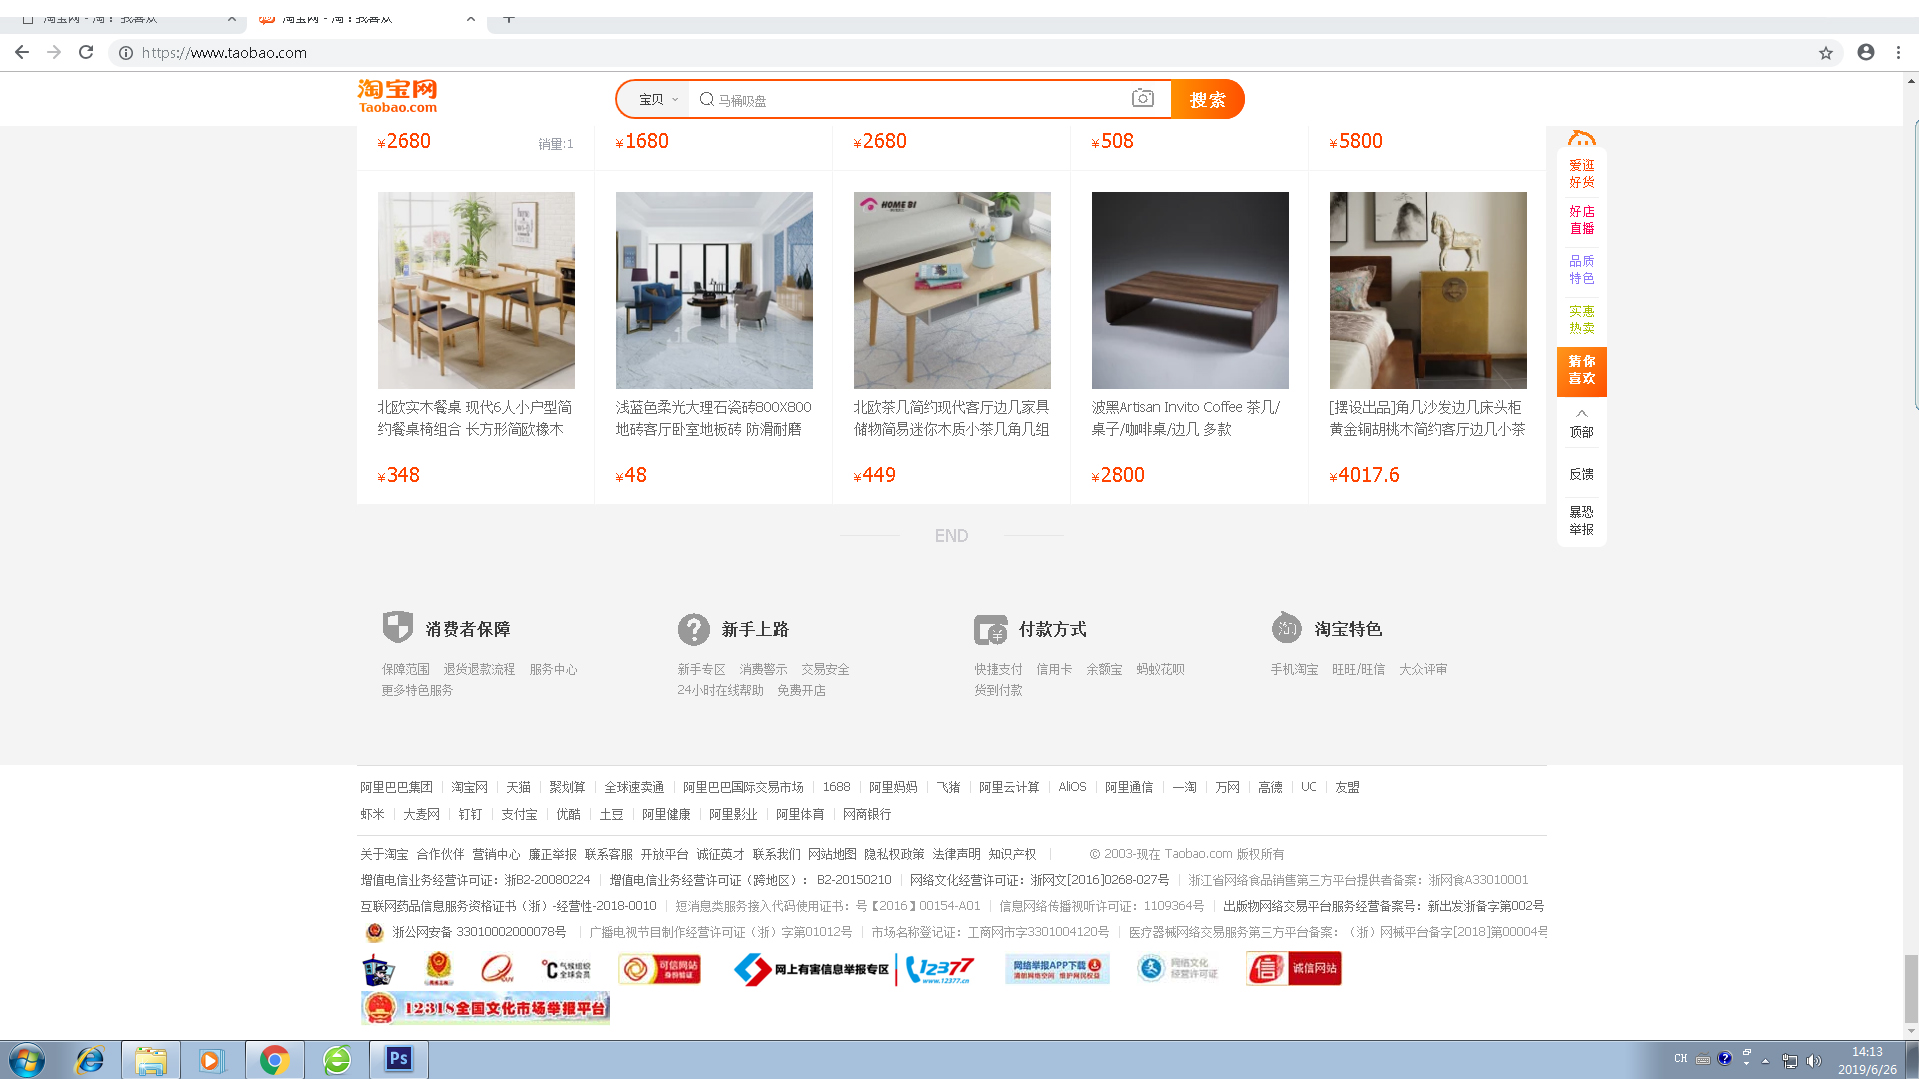 https://www.taobao.com
淘宝网
Taobao.com
宝贝
马桶吸盘
搜索
¥2680 销量:1
¥1680
¥2680
¥508
¥5800
HOME BI
北欧实木餐桌 现代6人小户型简
约餐桌椅组合 长方形简欧橡木
¥348
浅蓝色柔光大理石瓷砖800X800
地砖客厅卧室地板砖 防滑耐磨
¥48
北欧茶几简约现代客厅边几家具
储物简易迷你木质小茶几角几组
¥449
波黑Artisan Invito Coffee 茶几/
桌子/咖啡桌/边几 多款
¥2800
[摆设出品]角几沙发边几床头柜
黄金铜胡桃木简约客厅边几小茶
¥4017.6
爱逛
好货
好店
直播
品质
特色
实惠
热卖
猜你
喜欢
顶部
反馈
暴恐
举报
END
消费者保障
保障范围 退货退款流程 服务中心
更多特色服务
新手上路
新手专区 消费警示 交易安全
24小时在线帮助 免费开店
付款方式
快捷支付 信用卡 余额宝 蚂蚁花呗
货到付款
淘宝特色
手机淘宝 旺旺/旺信 大众评审
阿里巴巴集团 淘宝网 天猫 聚划算 全球速卖通 阿里巴巴国际交易市场 1688 阿里妈妈 飞猪 阿里云计算 AliOS 阿里通信 一淘 万网 高德 UC 友盟
虾米 大麦网 钉钉 支付宝 优酷 土豆 阿里健康 阿里影业 阿里体育 网商银行
关于淘宝 合作伙伴 营销中心 廉正举报 联系客服 开放平台 诚征英才 联系我们 网站地图 隐私权政策 法律声明 知识产权 © 2003-现在 Taobao.com 版权所有
增值电信业务经营许可证：浙B2-20080224 增值电信业务经营许可证（跨地区）：B2-20150210 网络文化经营许可证：浙网文[2016]0268-027号 浙江省网络食品销售第三方平台提供者备案：浙网食A33010001
互联网药品信息服务资格证书（浙）-经营性-2018-0010 短消息类服务接入代码使用证书：号【2016】00154-A01 信息网络传播视听许可证：1109364号 出版物网络交易平台服务经营备案号：新出发浙备字第002号
浙公网安备 33010002000078号 广播电视节目制作经营许可证（浙）字第01012号 市场名称登记证：工商网市字3301004120号 医疗器械网络交易服务第三方平台备案：（浙）网械平台备字[2018]第00004号
℃ 气候组织 全球会员
可信网站 身份验证
网上有害信息举报专区 12377 www.12377.cn
网络举报APP下载
清朗网络空间 维护网民权益
网络文化
经营许可证
信 诚信网站
12318全国文化市场举报平台
Ps
CH
14:13
2019/6/26